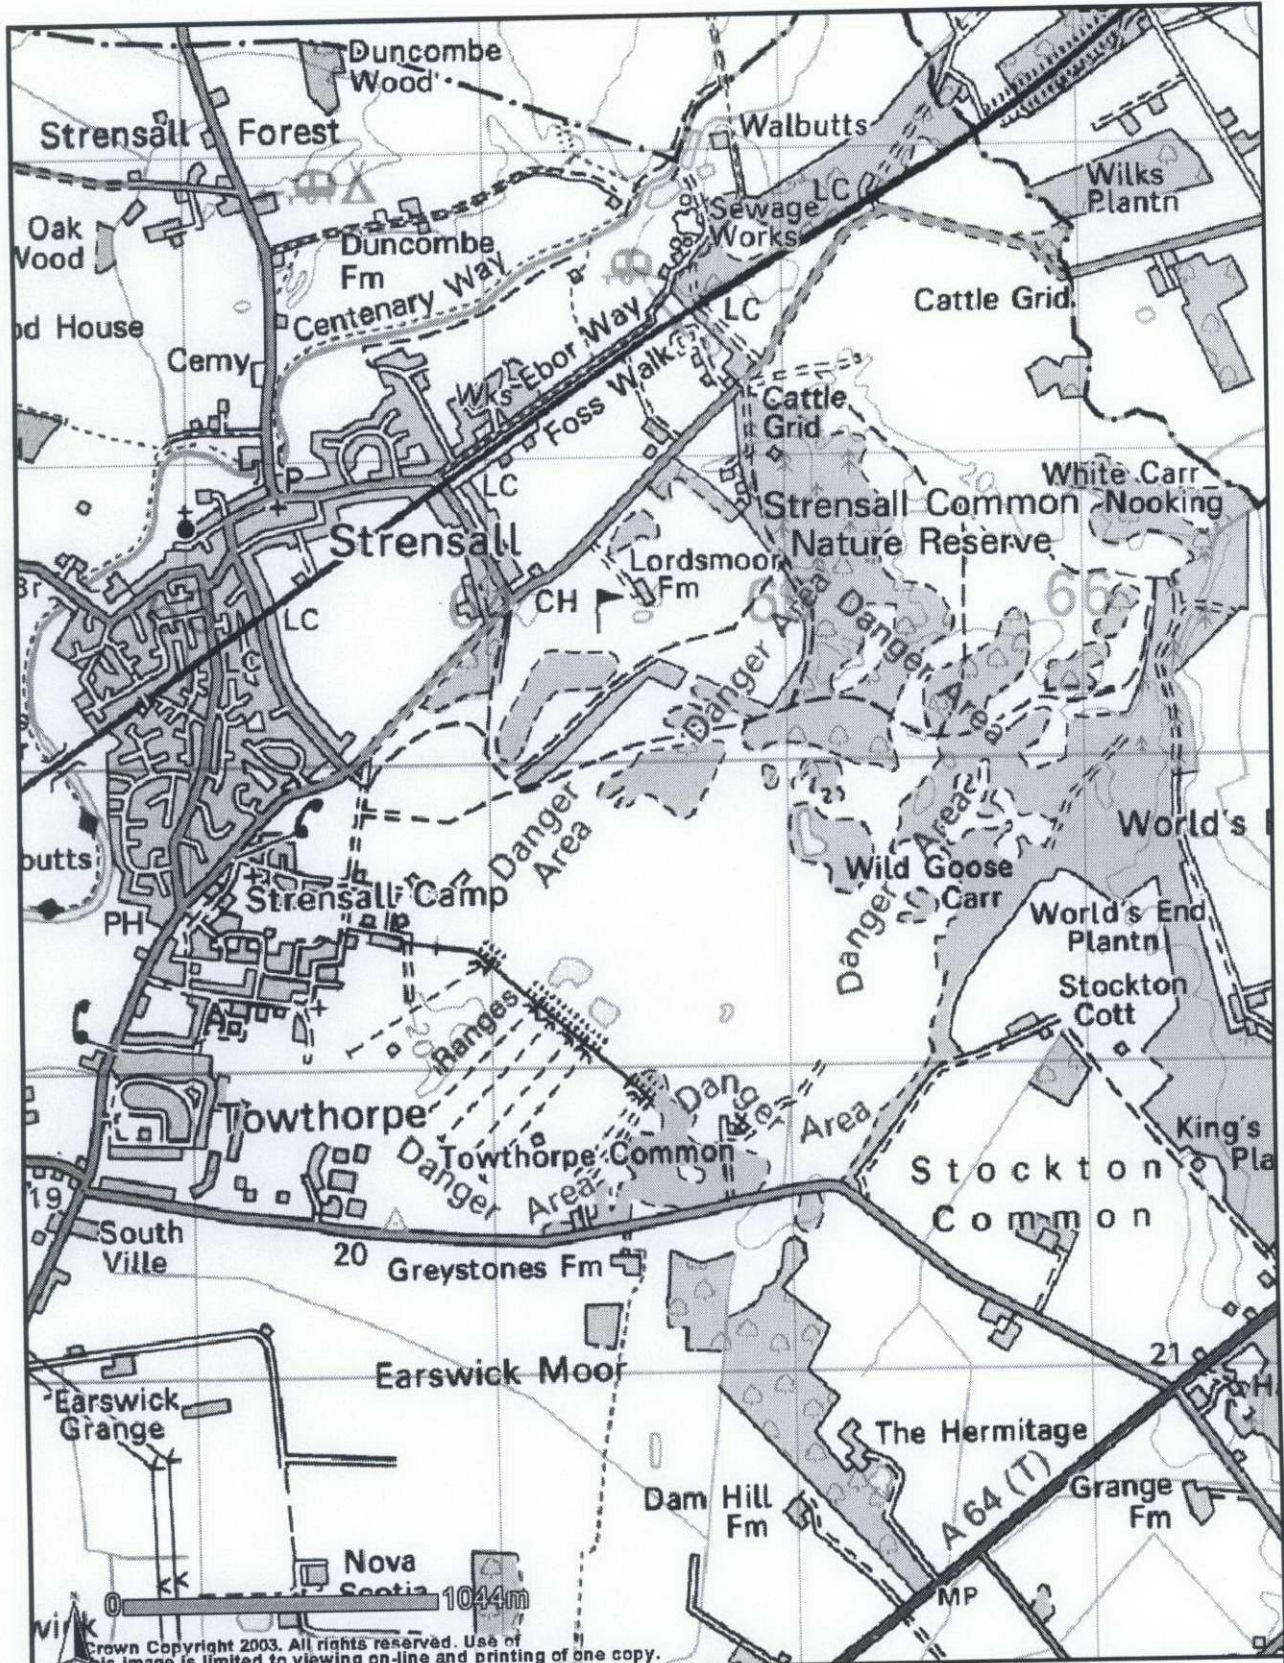 Duncombe
Wood
Strensall Forest
Walbutts
Wilks
Plantn
LC
Sewage
Works
Oak
Wood
Duncombe
Fm
Centenary Way
Cattle Grid
od House
LC
Cemy
Wks
Ebor Way
Foss Walk
Cattle
Grid
White Carr
Nooking
P
LC
Strensall Common
Nature Reserve
Strensall
Lordsmoor
Fm
66
CH
Br
LC
LC
Danger Area
Danger Area
Danger Area
Danger
Area
World's
butts
Wild Goose
Carr
Strensall Camp
PH
World's End
Plantn
Danger
Stockton
Cott
Ranges
20
Towthorpe
Danger
Area
King's
Pla
Towthorpe Common
Danger
Area
Stockton
Common
19
South
Ville
20
Greystones Fm
Earswick Moor
21
H
Earswick
Grange
The Hermitage
A 64 (T)
Dam Hill
Fm
Grange
Fm
Nova
Scotia
MP
0 1044m
wick
N
Crown Copyright 2003. All rights reserved. Use of
his image is limited to viewing on-line and printing of one copy.